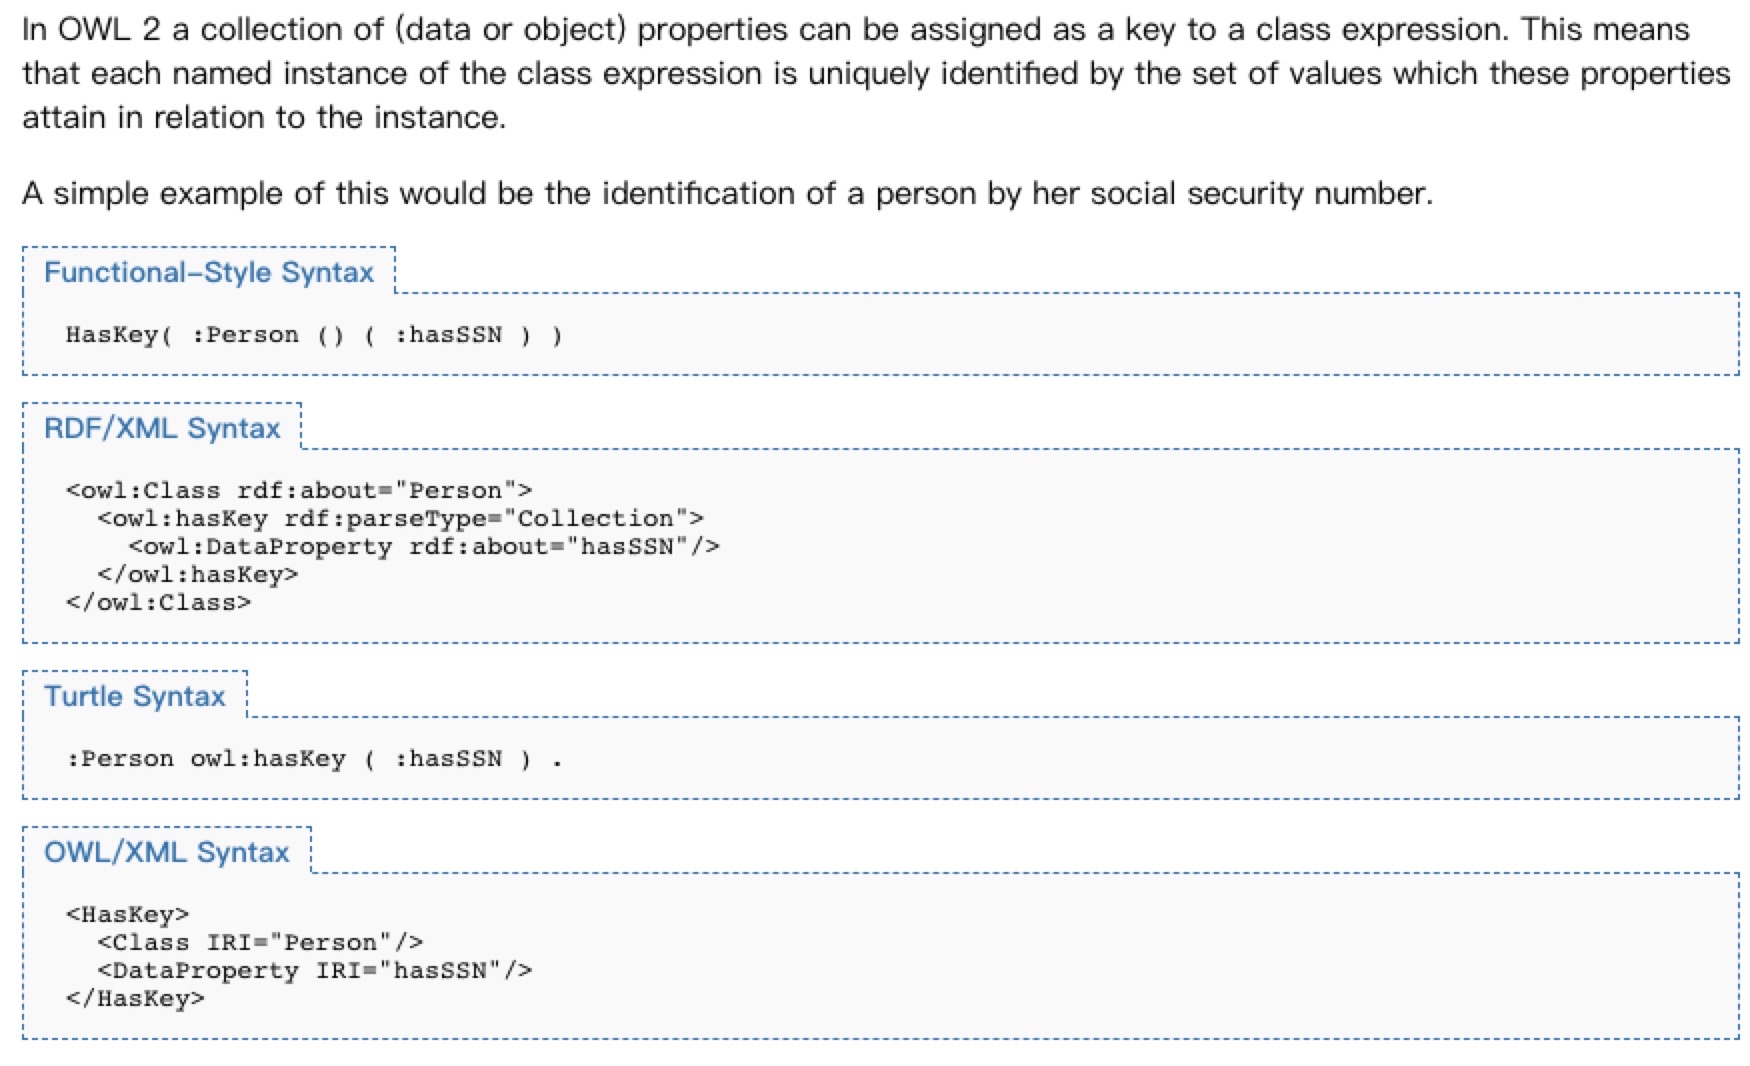 In OWL 2 a collection of (data or object) properties can be assigned as a key to a class expression. This means
that each named instance of the class expression is uniquely identified by the set of values which these properties
attain in relation to the instance.
A simple example of this would be the identification of a person by her social security number.
Functional–Style Syntax
HasKey( :Person () ( :hasSSN ) )
RDF/XML Syntax
<owl:Class rdf:about="Person">
  <owl:hasKey rdf:parseType="Collection">
    <owl:DataProperty rdf:about="hasSSN"/>
  </owl:hasKey>
</owl:Class>
Turtle Syntax
:Person owl:hasKey ( :hasSSN ) .
OWL/XML Syntax
<HasKey>
  <Class IRI="Person"/>
  <DataProperty IRI="hasSSN"/>
</HasKey>